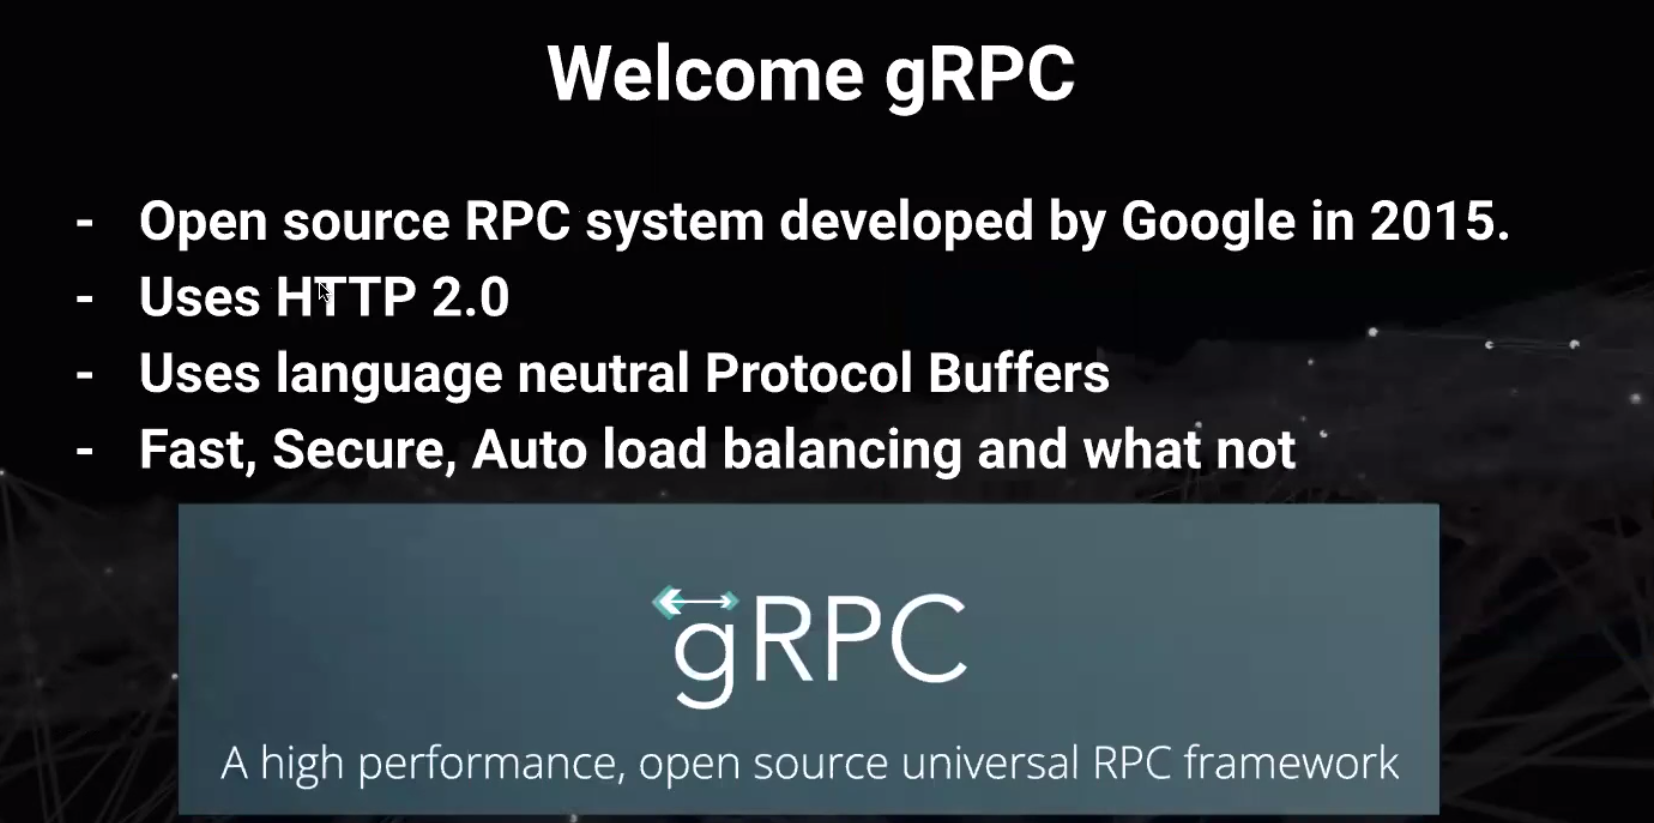 Welcome gRPC
- Open source RPC system developed by Google in 2015.
- Uses HTTP 2.0
- Uses language neutral Protocol Buffers
- Fast, Secure, Auto load balancing and what not
gRPC
A high performance, open source universal RPC framework